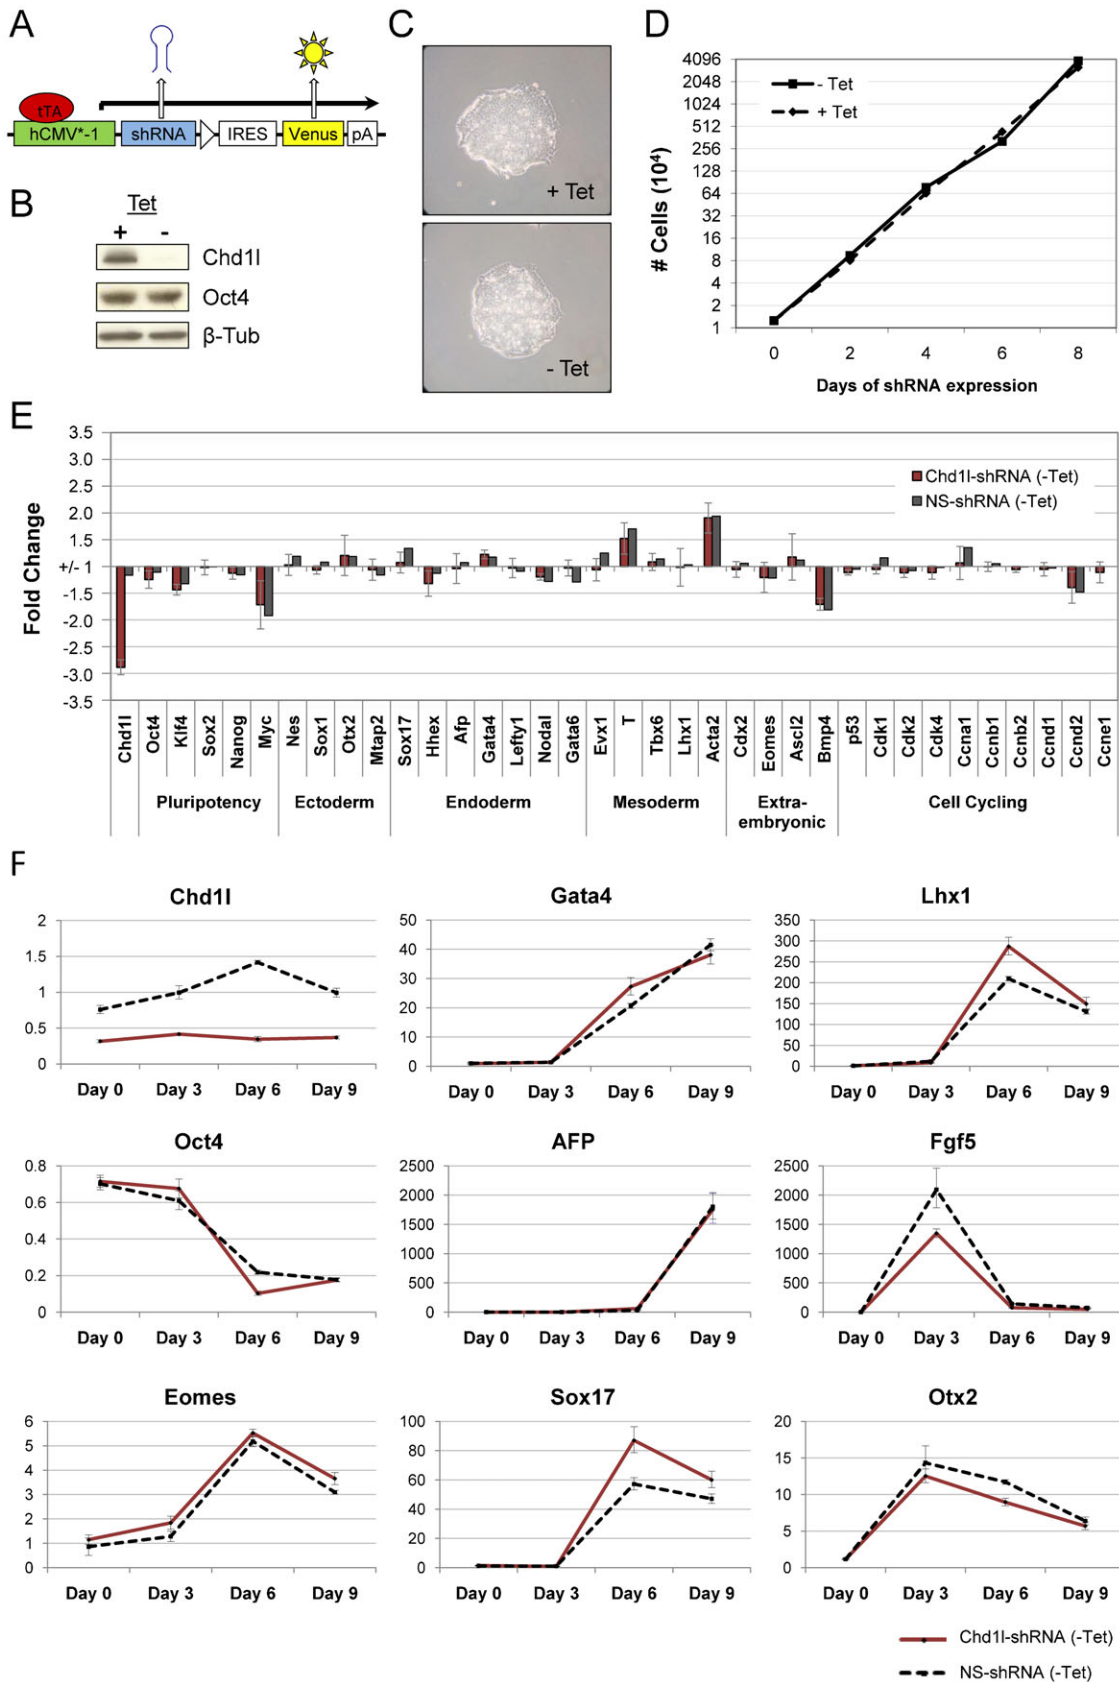 A
tTA
hCMV*-1
shRNA
IRES
Venus
pA
B
Tet
+ -
Chd1l
Oct4
β-Tub
C
+ Tet
- Tet
D
4096
2048
1024
512
256
128
64
32
16
8
4
2
1
# Cells (10⁴)
- Tet
+ Tet
0 2 4 6 8
Days of shRNA expression
E
3.5
3.0
2.5
2.0
1.5
+/- 1
-1.5
-2.0
-2.5
-3.0
-3.5
Fold Change
Chd1l-shRNA (-Tet)
NS-shRNA (-Tet)
Chd1l
Oct4
Klf4
Sox2
Nanog
Myc
Nes
Sox1
Otx2
Mtap2
Sox17
Hhex
Afp
Gata4
Lefty1
Nodal
Gata6
Evx1
T
Tbx6
Lhx1
Acta2
Cdx2
Eomes
Ascl2
Bmp4
p53
Cdk1
Cdk2
Cdk4
Ccna1
Ccnb1
Ccnb2
Ccnd1
Ccnd2
Ccne1
Pluripotency
Ectoderm
Endoderm
Mesoderm
Extra-
embryonic
Cell Cycling
F
Chd1l
2
1.5
1
0.5
0
Day 0 Day 3 Day 6 Day 9
Gata4
50
40
30
20
10
0
Day 0 Day 3 Day 6 Day 9
Lhx1
350
300
250
200
150
100
50
0
Day 0 Day 3 Day 6 Day 9
Oct4
0.8
0.6
0.4
0.2
0
Day 0 Day 3 Day 6 Day 9
AFP
2500
2000
1500
1000
500
0
Day 0 Day 3 Day 6 Day 9
Fgf5
2500
2000
1500
1000
500
0
Day 0 Day 3 Day 6 Day 9
Eomes
6
5
4
3
2
1
0
Day 0 Day 3 Day 6 Day 9
Sox17
100
80
60
40
20
0
Day 0 Day 3 Day 6 Day 9
Otx2
20
15
10
5
0
Day 0 Day 3 Day 6 Day 9
Chd1l-shRNA (-Tet)
NS-shRNA (-Tet)